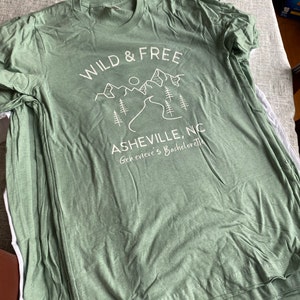 WILD & FREE
ASHEVILLE, NC
Genevieve's Bachelorette